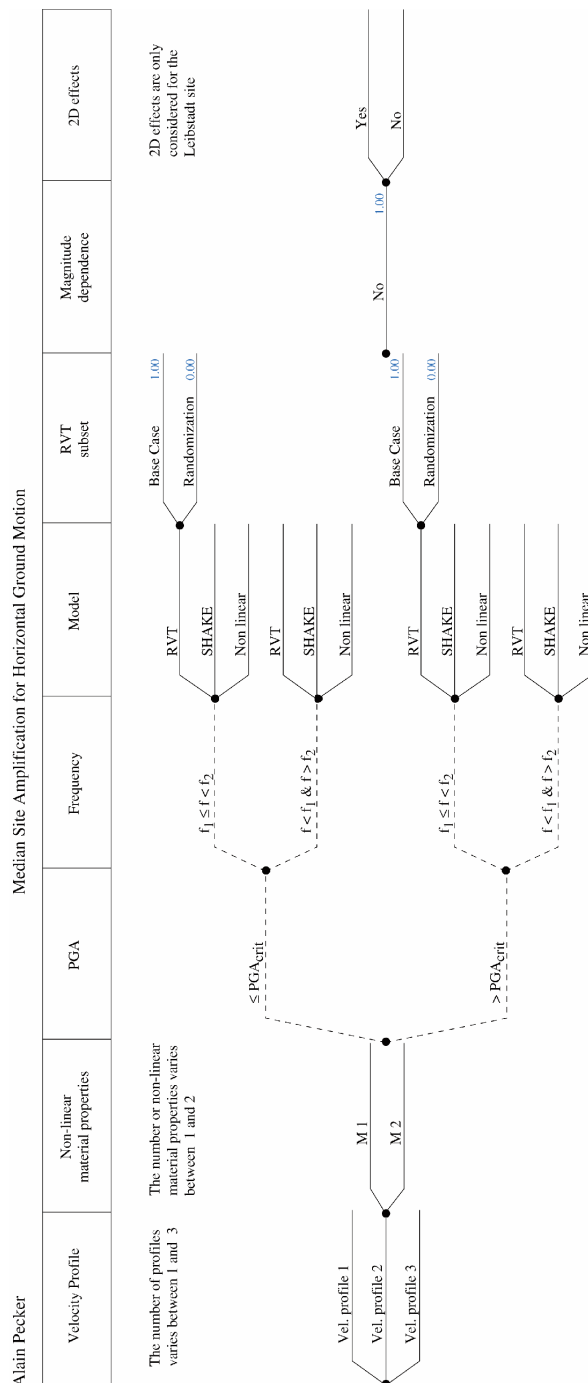 Alain Pecker
Median Site Amplification for Horizontal Ground Motion
Velocity Profile
Non-linear
material properties
PGA
Frequency
Model
RVT
subset
Magnitude
dependence
2D effects
The number of profiles
varies between 1 and 3
The number or non-linear
material properties varies
between 1 and 2
2D effects are only
considered for the
Leibstadt site
Vel. profile 1
Vel. profile 2
Vel. profile 3
M 1
M 2
≤ PGAcrit
> PGAcrit
f1 ≤ f < f2
f < f1 & f > f2
f1 ≤ f < f2
f < f1 & f > f2
RVT
SHAKE
Non linear
RVT
SHAKE
Non linear
RVT
SHAKE
Non linear
RVT
SHAKE
Non linear
Base Case 1.00
Randomization 0.00
Base Case 1.00
Randomization 0.00
No 1.00
Yes
No